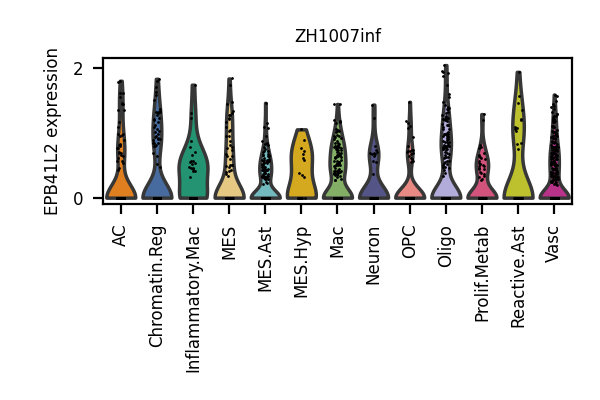 ZH1007inf
EPB41L2 expression
2
0
AC
Chromatin.Reg
Inflammatory.Mac
MES
MES.Ast
MES.Hyp
Mac
Neuron
OPC
Oligo
Prolif.Metab
Reactive.Ast
Vasc